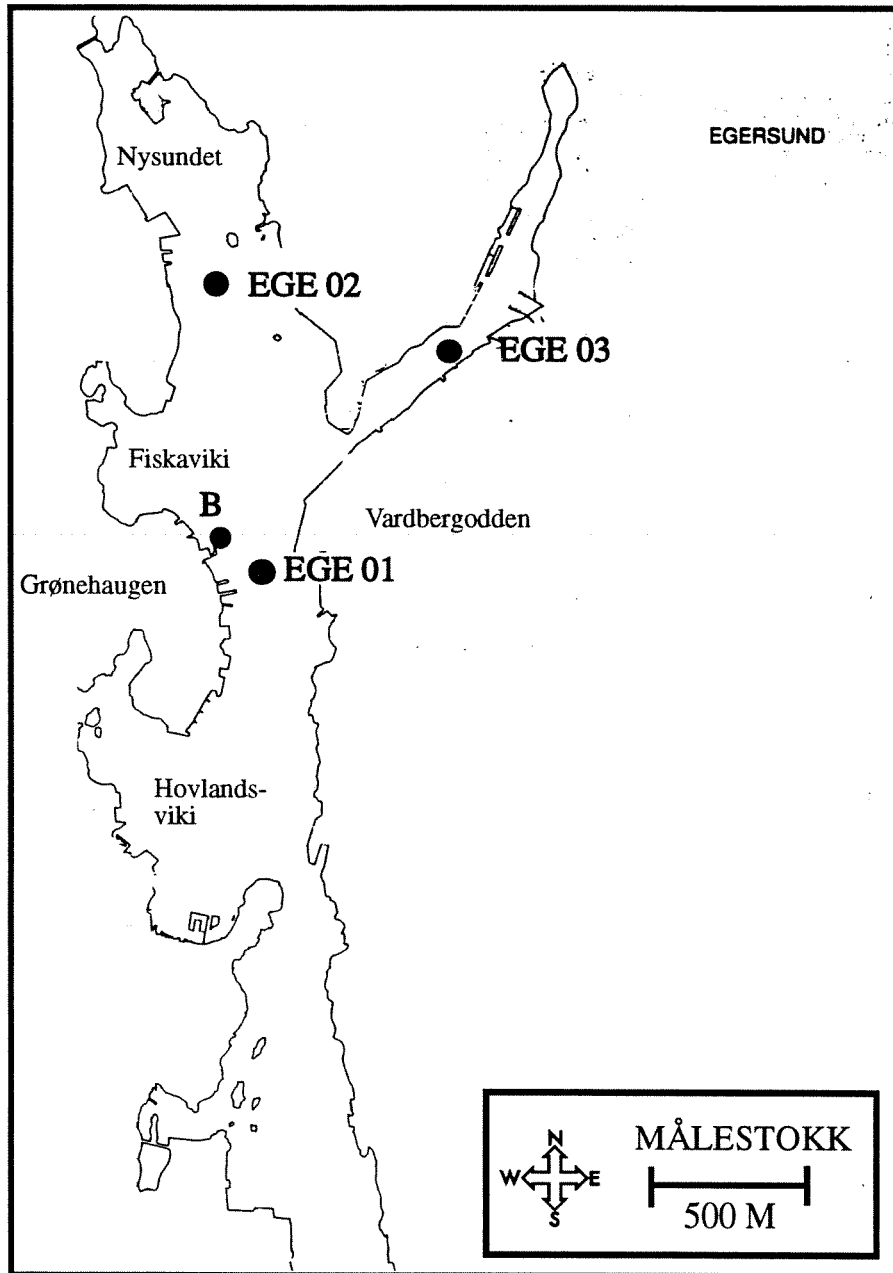 EGERSUND
Nysundet
EGE 02
EGE 03
Fiskaviki
B
Vardbergodden
EGE 01
Grønehaugen
Hovlands-
viki
N
MÅLESTOKK
W E
S
500 M